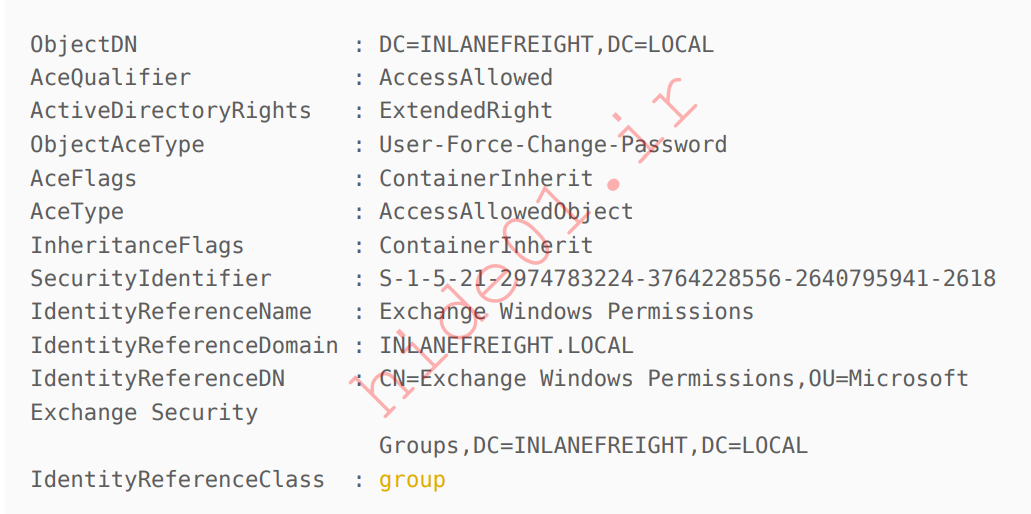 ObjectDN : DC=INLANEFREIGHT,DC=LOCAL
AceQualifier : AccessAllowed
ActiveDirectoryRights : ExtendedRight
ObjectAceType : User-Force-Change-Password
AceFlags : ContainerInherit
AceType : AccessAllowedObject
InheritanceFlags : ContainerInherit
SecurityIdentifier : S-1-5-21-2974783224-3764228556-2640795941-2618
IdentityReferenceName : Exchange Windows Permissions
IdentityReferenceDomain : INLANEFREIGHT.LOCAL
IdentityReferenceDN : CN=Exchange Windows Permissions,OU=Microsoft
Exchange Security
Groups,DC=INLANEFREIGHT,DC=LOCAL
IdentityReferenceClass : group
hide01.ir